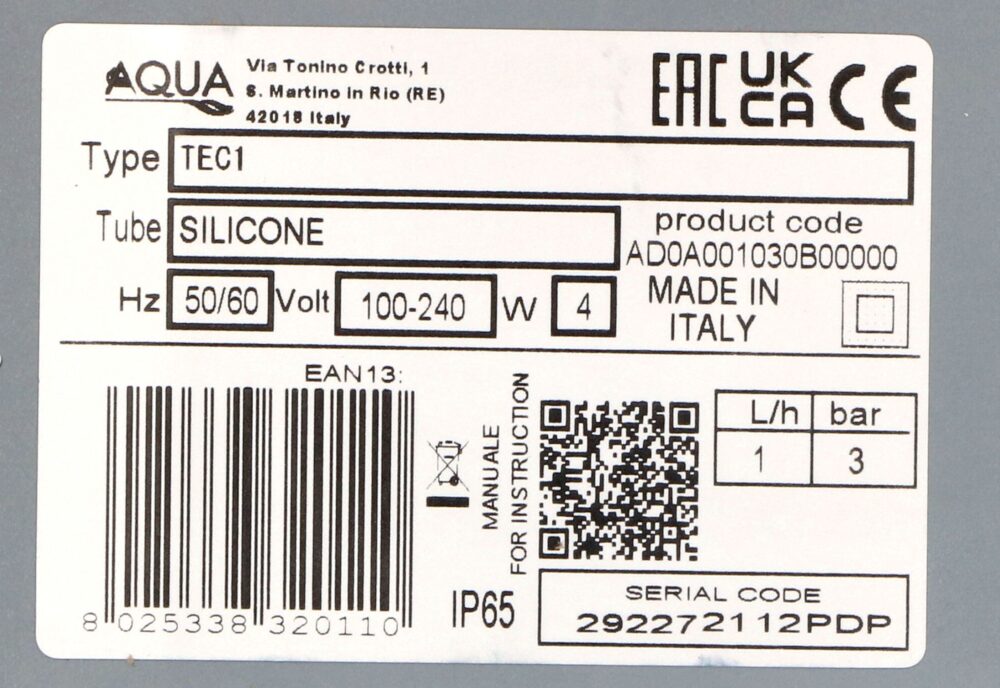 AQUA
Via Tonino Crotti, 1
S. Martino in Rio (RE)
42018 Italy
EAC UK CA CE
Type TEC1
Tube SILICONE
product code
AD0A001030B00000
Hz 50/60 Volt 100-240 W 4
MADE IN
ITALY
EAN13:
8 025338 320110
MANUALE
FOR INSTRUCTION
IP65
L/h bar
1 3
SERIAL CODE
292272112PDP